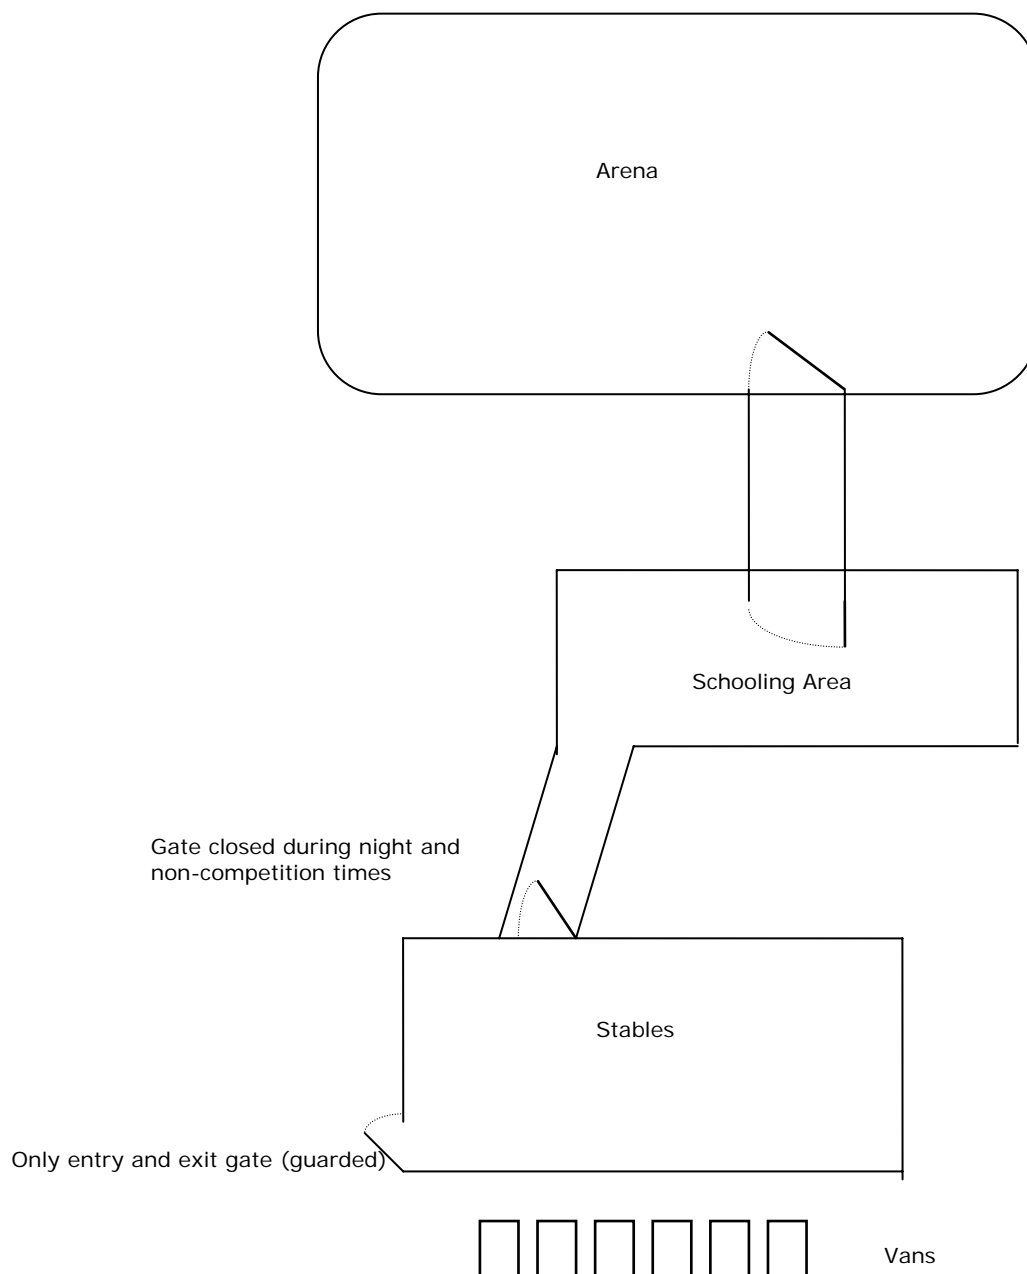 Arena
Schooling Area
Gate closed during night and
non-competition times
Stables
Only entry and exit gate (guarded)
Vans